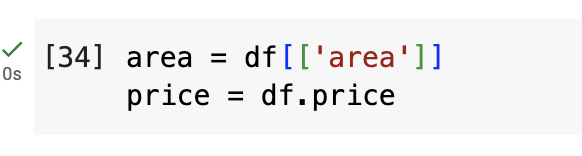 [34] area = df[['area']]
0s
price = df.price